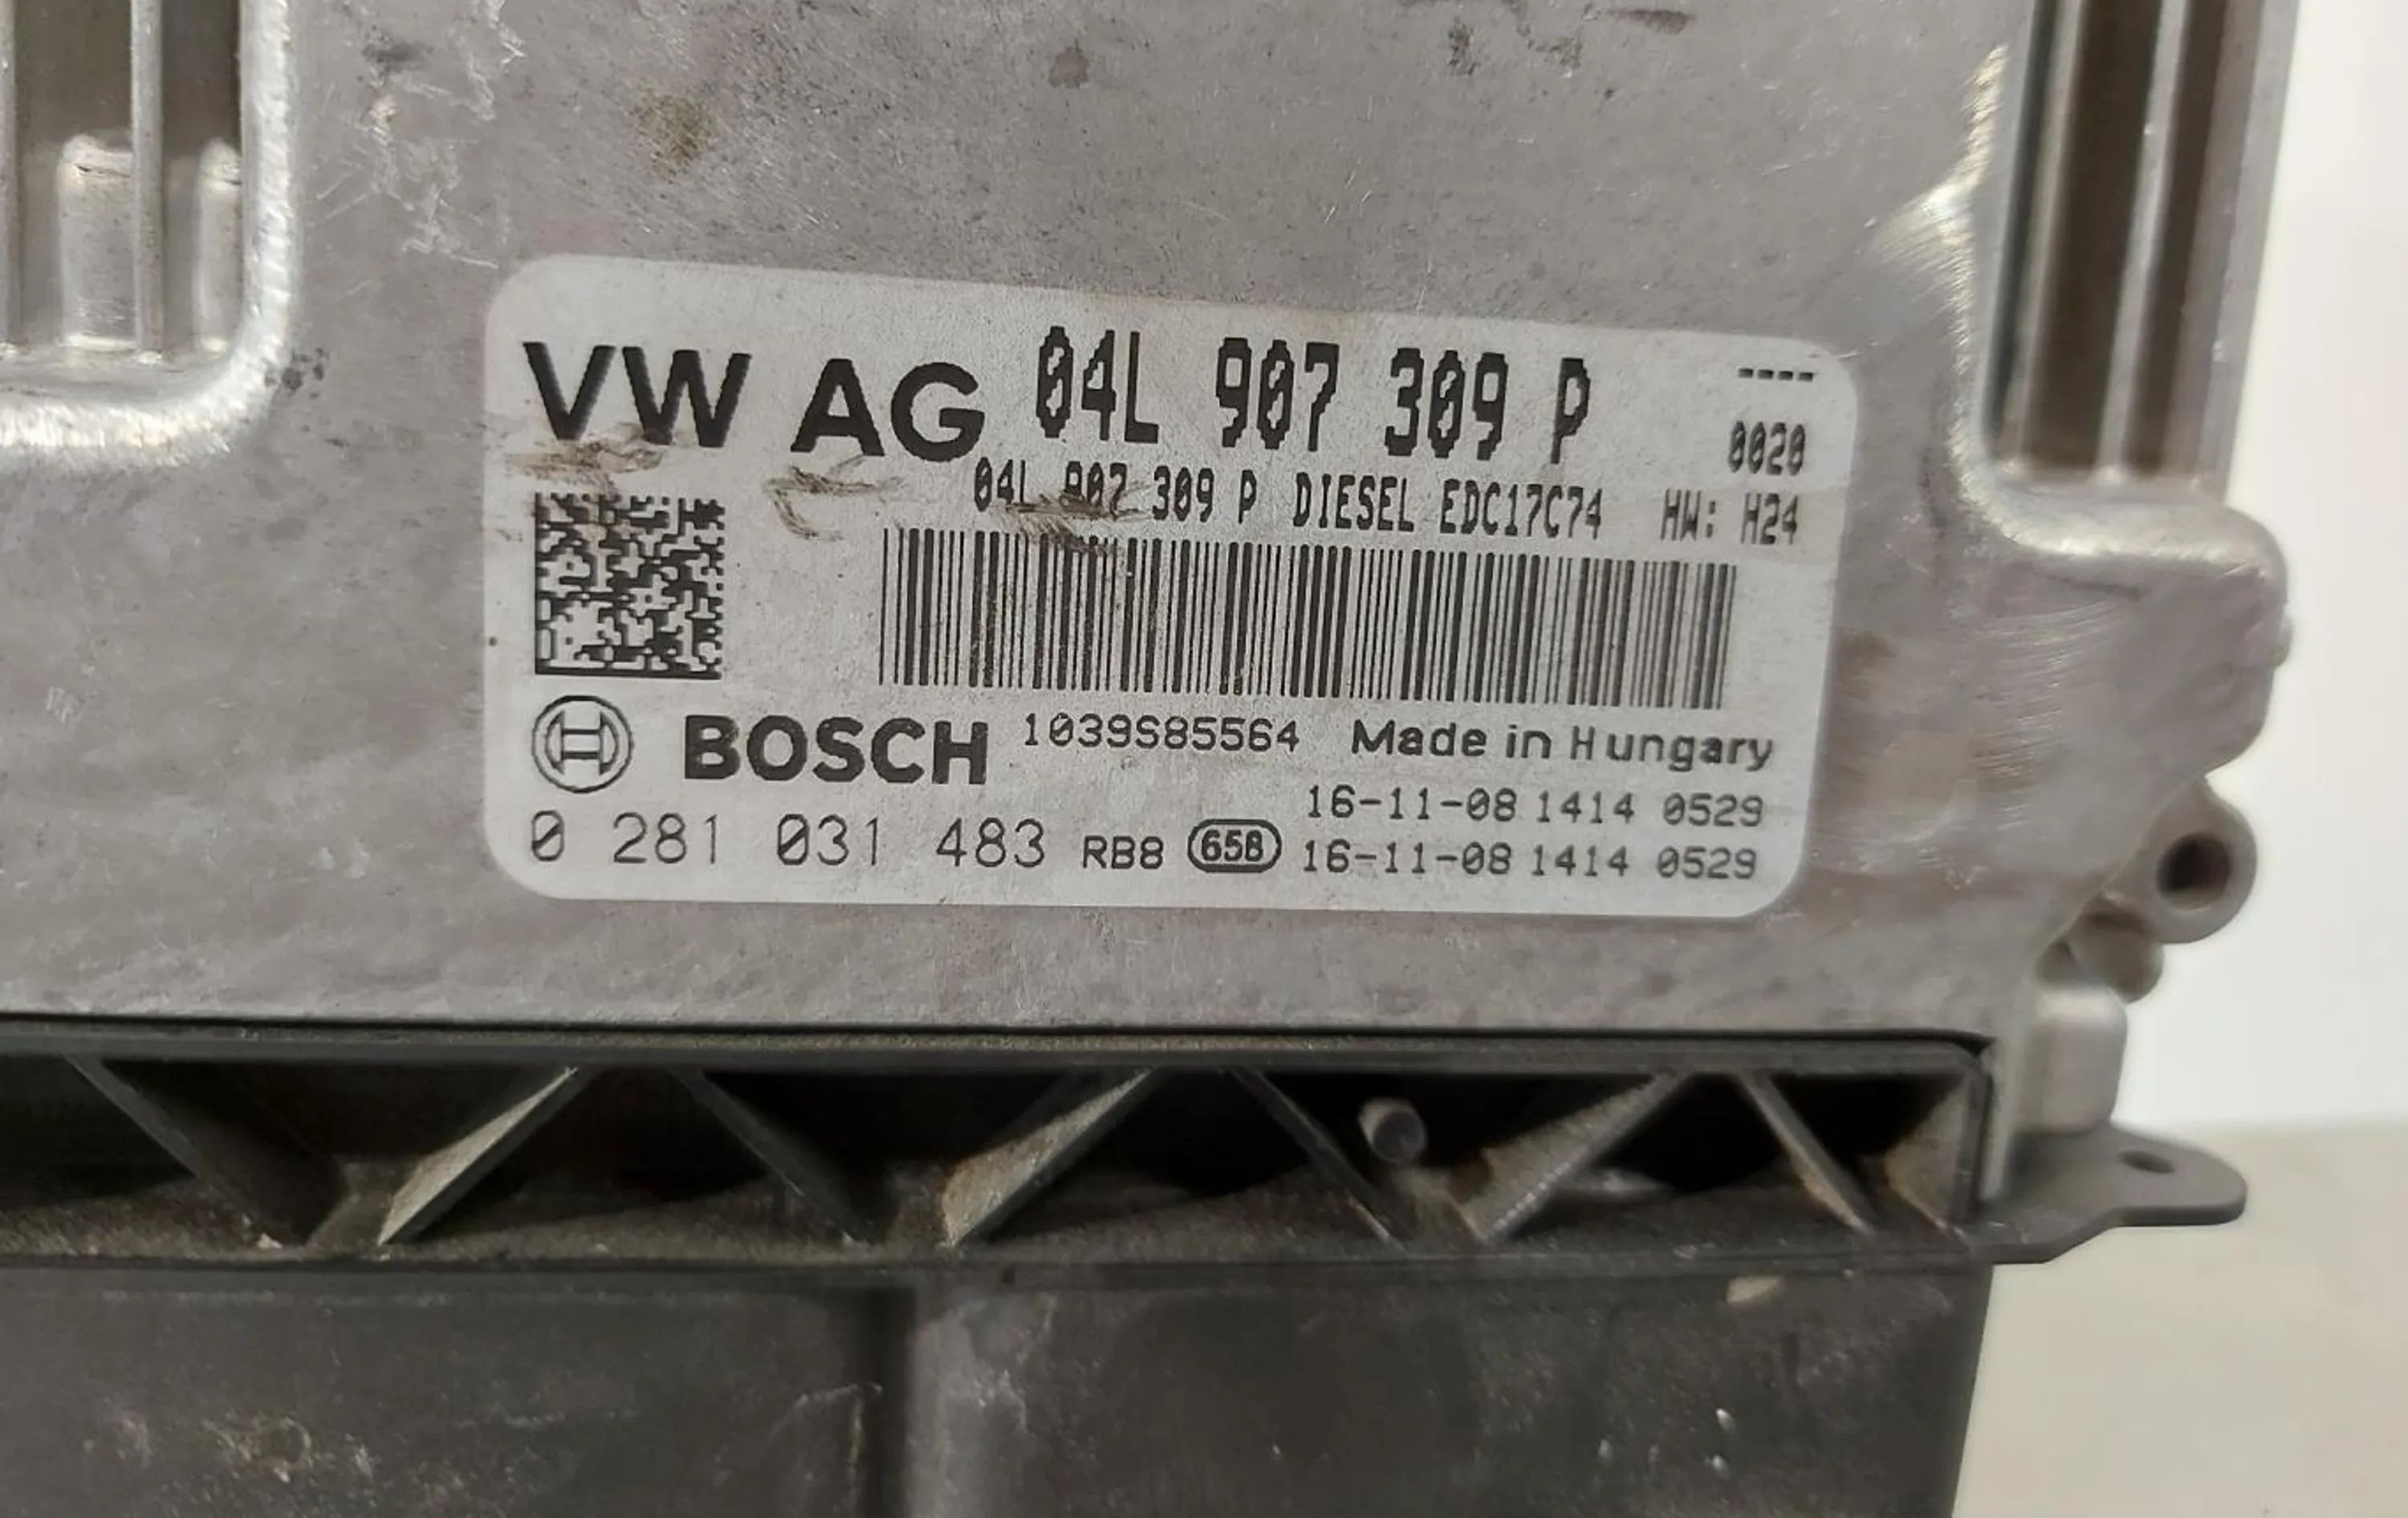 VW AG 04L 907 309 P ----
0020
04L 907 309 P DIESEL EDC17C74 HW: H24
BOSCH 1039S85564 Made in Hungary
16-11-08 1414 0529
0 281 031 483 RB8 658 16-11-08 1414 0529